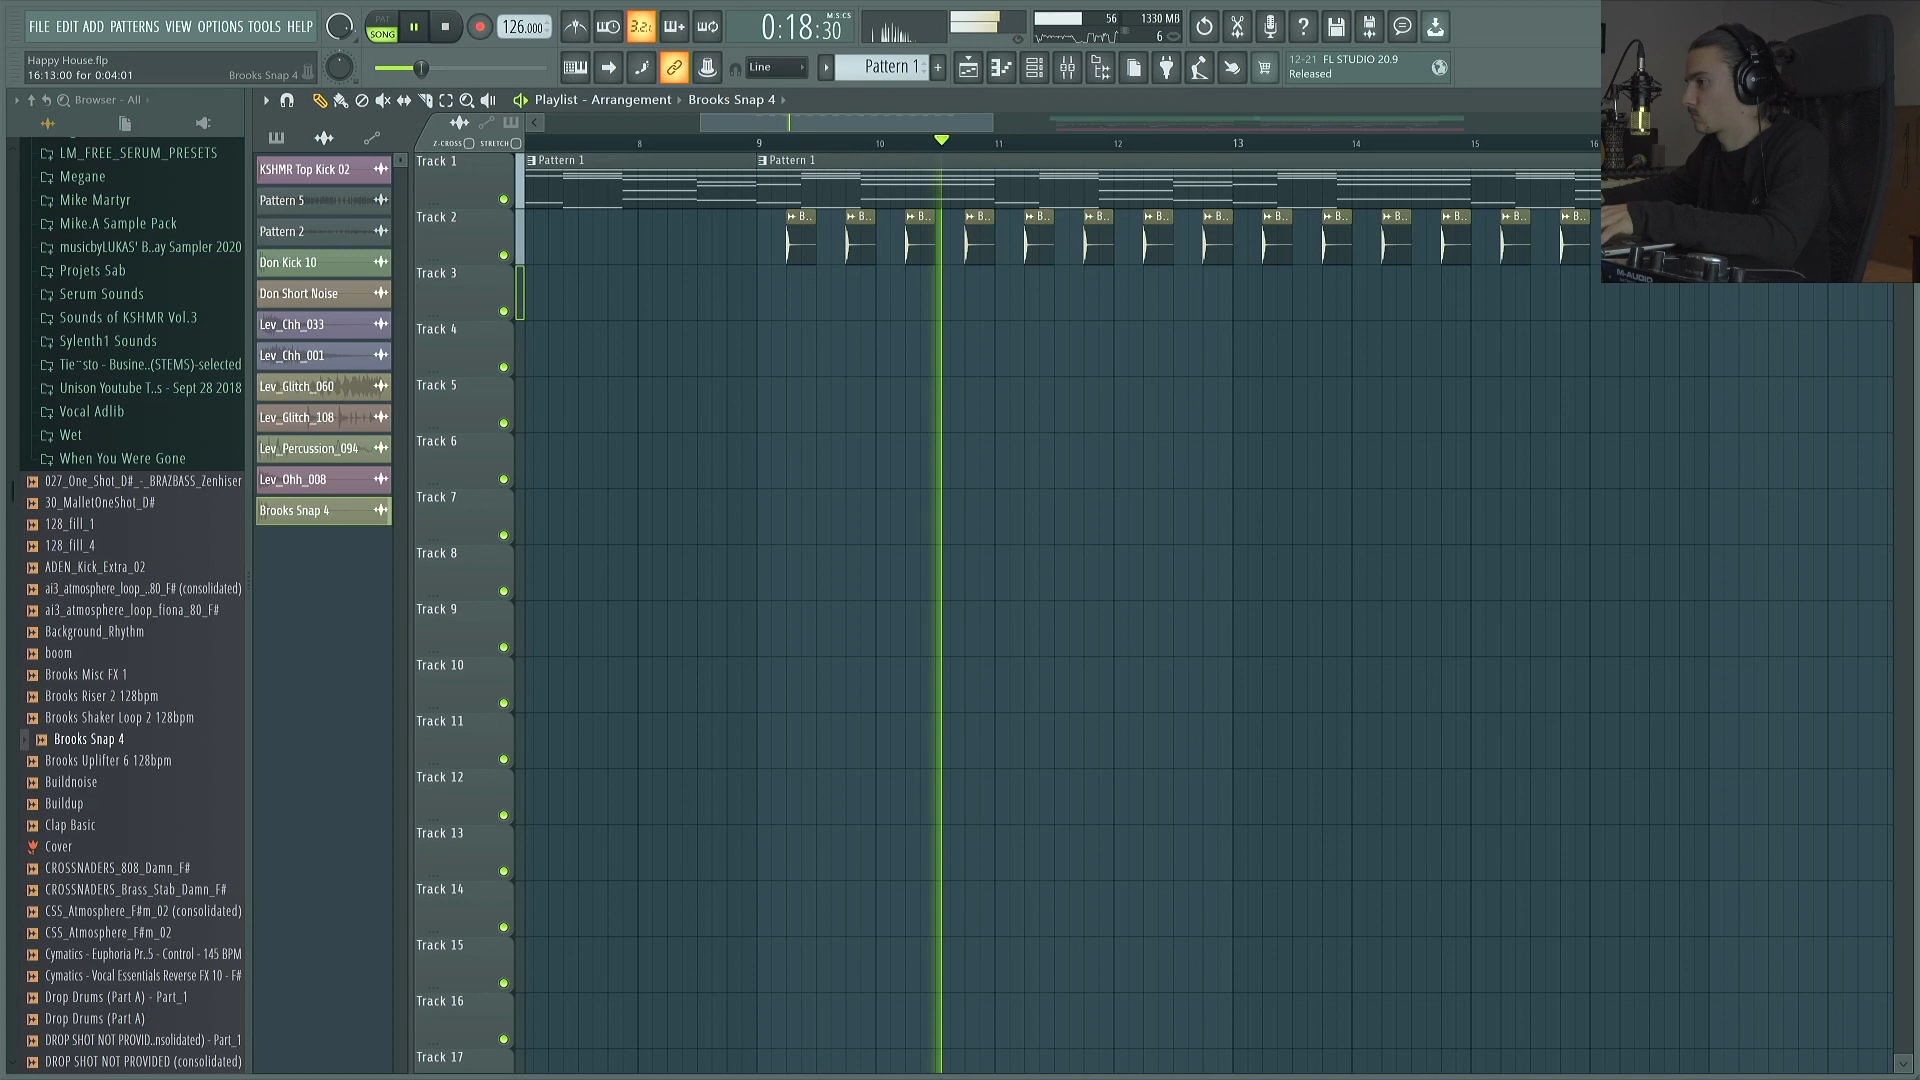 FILE EDIT ADD PATTERNS VIEW OPTIONS TOOLS HELP
PAT
SONG
126.000
3.2.
0:18:30
M:S:CS
56
1330 MB
6
Happy House.flp
16:13:00 for 0:04:01
Brooks Snap 4
Line
Pattern 1
12-21 FL STUDIO 20.9
Released
Browser - All
Playlist - Arrangement
Brooks Snap 4
Z-CROSS
STRETCH
8
9
10
11
12
13
14
15
16
LM_FREE_SERUM_PRESETS
Megane
Mike Martyr
Mike.A Sample Pack
musicbyLUKAS' B..ay Sampler 2020
Projets Sab
Serum Sounds
Sounds of KSHMR Vol.3
Sylenth1 Sounds
Tie¨sto - Busine..(STEMS)-selected
Unison Youtube T..s - Sept 28 2018
Vocal Adlib
Wet
When You Were Gone
027_One_Shot_D#_-_BRAZBASS_Zenhiser
30_MalletOneShot_D#
128_fill_1
128_fill_4
ADEN_Kick_Extra_02
ai3_atmosphere_loop_..80_F# (consolidated)
ai3_atmosphere_loop_fiona_80_F#
Background_Rhythm
boom
Brooks Misc FX 1
Brooks Riser 2 128bpm
Brooks Shaker Loop 2 128bpm
Brooks Snap 4
Brooks Uplifter 6 128bpm
Buildnoise
Buildup
Clap Basic
Cover
CROSSNADERS_808_Damn_F#
CROSSNADERS_Brass_Stab_Damn_F#
CSS_Atmosphere_F#m_02 (consolidated)
CSS_Atmosphere_F#m_02
Cymatics - Euphoria Pr..5 - Control - 145 BPM
Cymatics - Vocal Essentials Reverse FX 10 - F#
Drop Drums (Part A) - Part_1
Drop Drums (Part A)
DROP SHOT NOT PROVID..nsolidated) - Part_1
DROP SHOT NOT PROVIDED (consolidated)
KSHMR Top Kick 02
Pattern 5
Pattern 2
Don Kick 10
Don Short Noise
Lev_Chh_033
Lev_Chh_001
Lev_Glitch_060
Lev_Glitch_108
Lev_Percussion_094
Lev_Ohh_008
Brooks Snap 4
Track 1
Pattern 1
Pattern 1
Track 2
B..
B..
B..
B..
B..
B..
B..
B..
B..
B..
B..
B..
B..
B..
Track 3
Track 4
Track 5
Track 6
Track 7
Track 8
Track 9
Track 10
Track 11
Track 12
Track 13
Track 14
Track 15
Track 16
Track 17
M-AUDIO